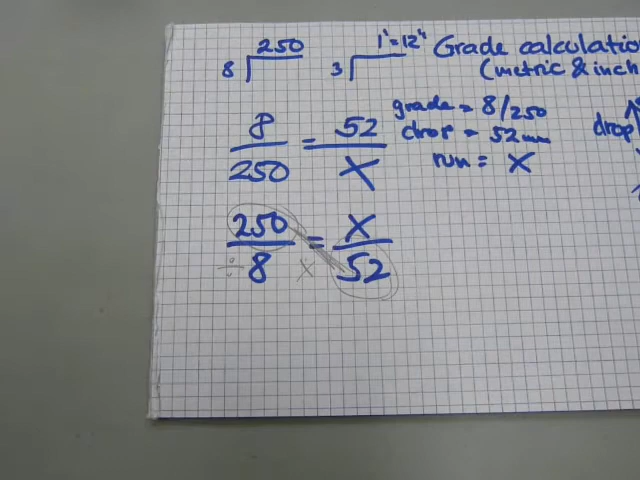 250 1'=12" Grade calculation
8 3 (metric & inch
8/250 = 52/X
grade = 8/250
drop = 52mm
run = X
drop
250/8 = X/52
÷ X